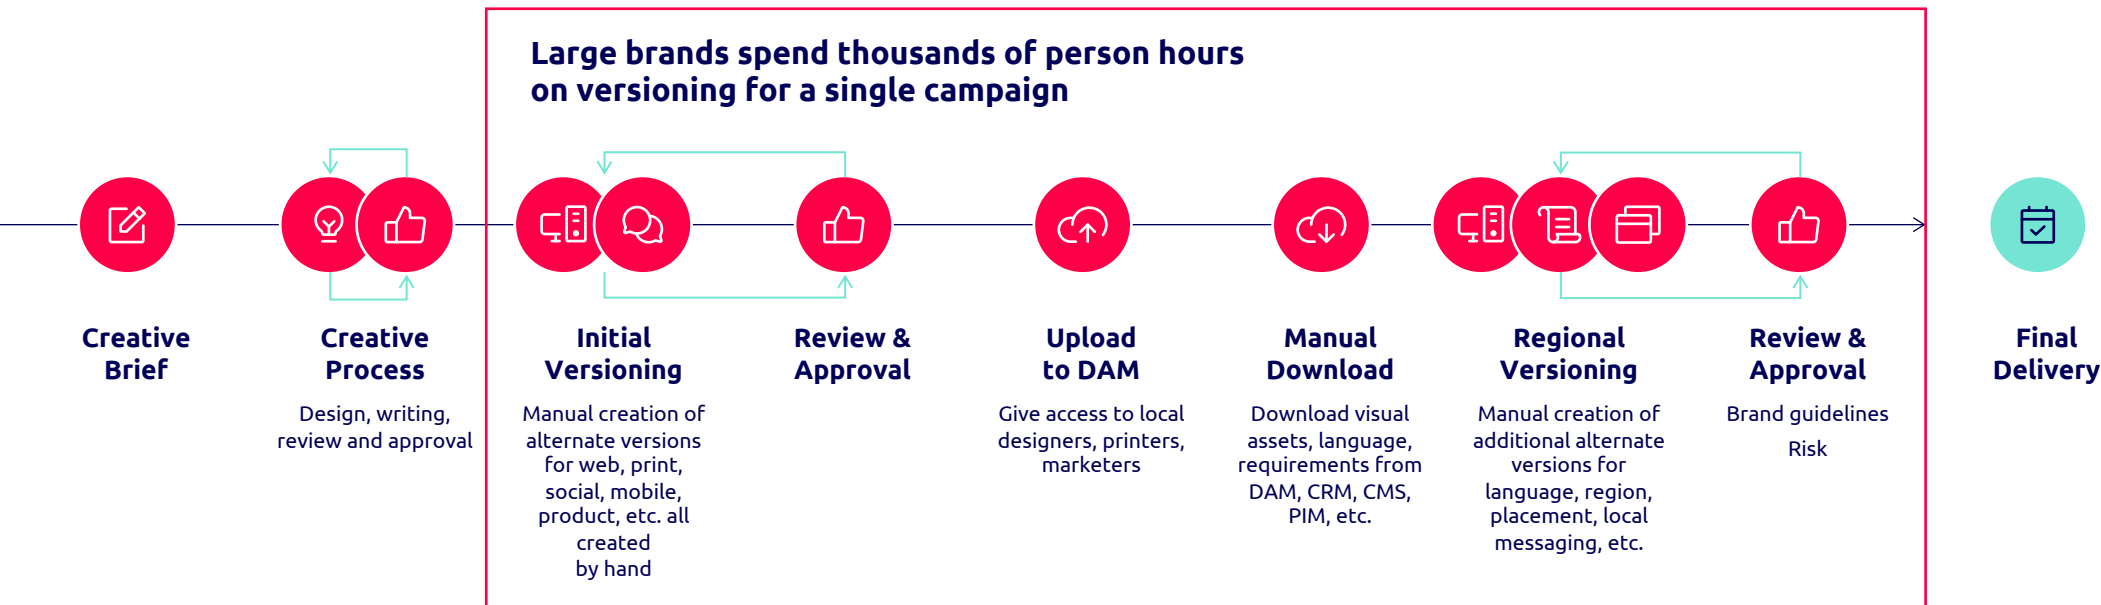 Large brands spend thousands of person hours
on versioning for a single campaign
Creative
Brief
Creative
Process
Design, writing,
review and approval
Initial
Versioning
Manual creation of
alternate versions
for web, print,
social, mobile,
product, etc. all
created
by hand
Review &
Approval
Upload
to DAM
Give access to local
designers, printers,
marketers
Manual
Download
Download visual
assets, language,
requirements from
DAM, CRM, CMS,
PIM, etc.
Regional
Versioning
Manual creation of
additional alternate
versions for
language, region,
placement, local
messaging, etc.
Review &
Approval
Brand guidelines
Risk
Final
Delivery